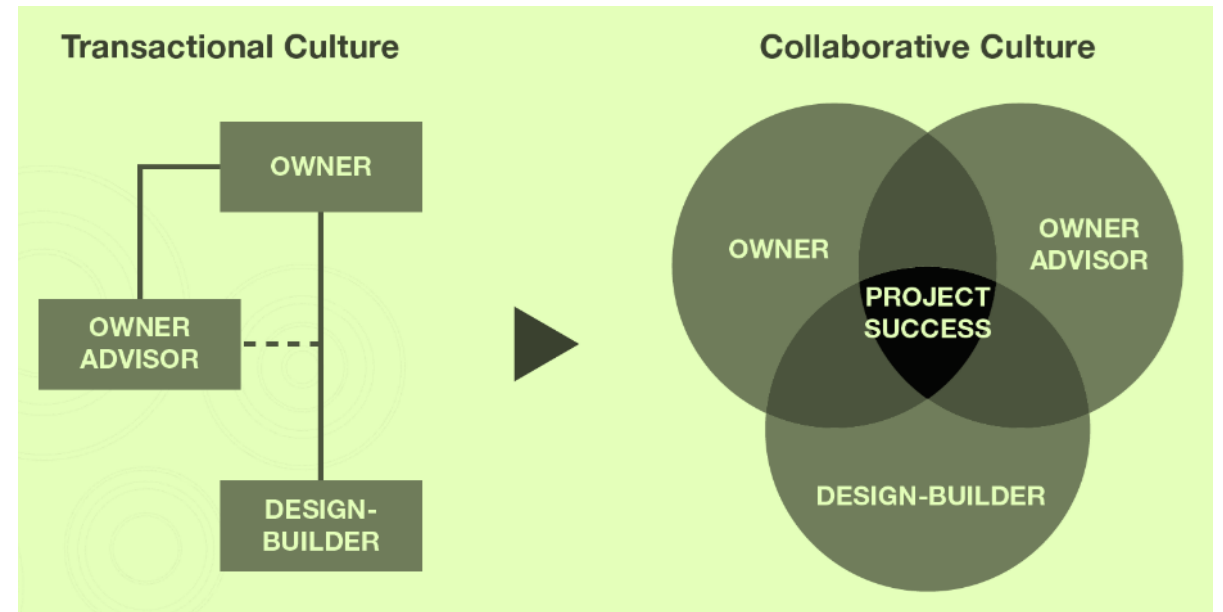 Transactional Culture
OWNER
OWNER
ADVISOR
DESIGN-
BUILDER
Collaborative Culture
OWNER
OWNER
ADVISOR
PROJECT
SUCCESS
DESIGN-BUILDER